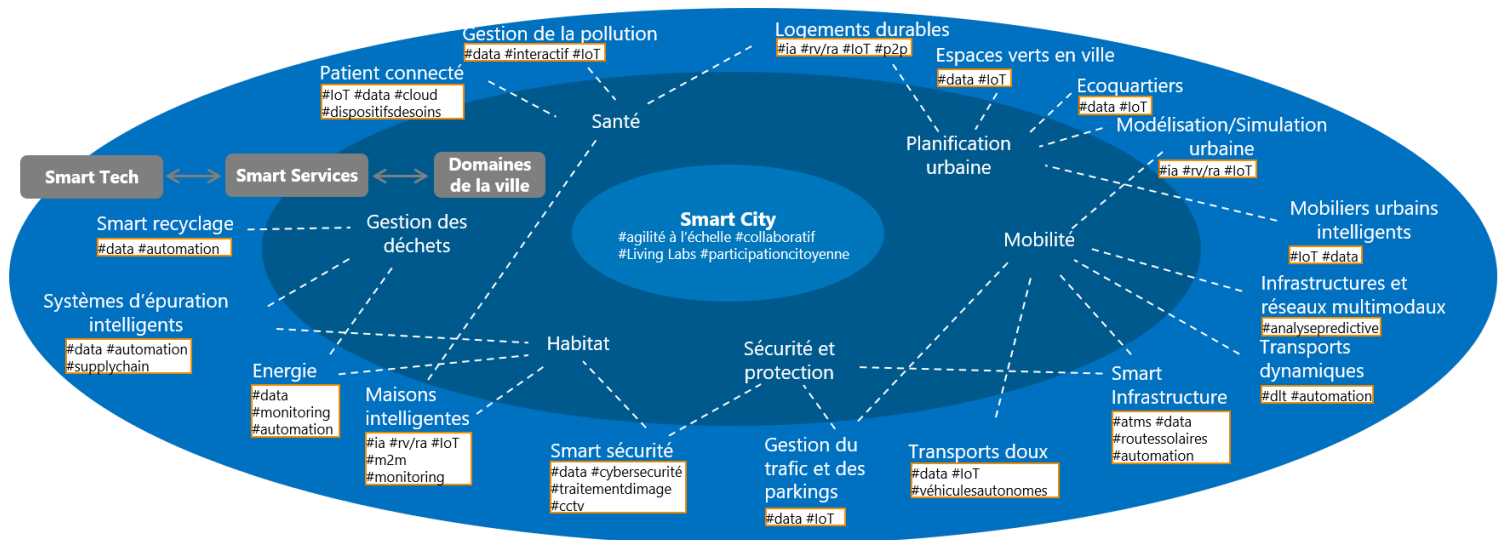 Gestion de la pollution
#data #interactif #IoT
Logements durables
#ia #rv/ra #IoT #p2p
Espaces verts en ville
#data #IoT
Patient connecté
#IoT #data #cloud
#dispositifsdesoins
Ecoquartiers
#data #IoT
Santé
Planification
urbaine
Modélisation/Simulation
urbaine
#ia #rv/ra #IoT
Smart Tech
Smart Services
Domaines
de la ville
Smart recyclage
#data #automation
Gestion des
déchets
Smart City
#agilité à l'échelle #collaboratif
#Living Labs #participationcitoyenne
Mobilité
Mobiliers urbains
intelligents
#IoT #data
Infrastructures et
réseaux multimodaux
#analysepredictive
Systèmes d'épuration
intelligents
#data #automation
#supplychain
Habitat
Sécurité et
protection
Transports
dynamiques
#dlt #automation
Energie
#data
#monitoring
#automation
Maisons
intelligentes
#ia #rv/ra #IoT
#m2m
#monitoring
Smart sécurité
#data #cybersecurité
#traitementdimage
#cctv
Gestion du
trafic et des
parkings
#data #IoT
Transports doux
#data #IoT
#véhiculesautonomes
Smart
Infrastructure
#atms #data
#routessolaires
#automation